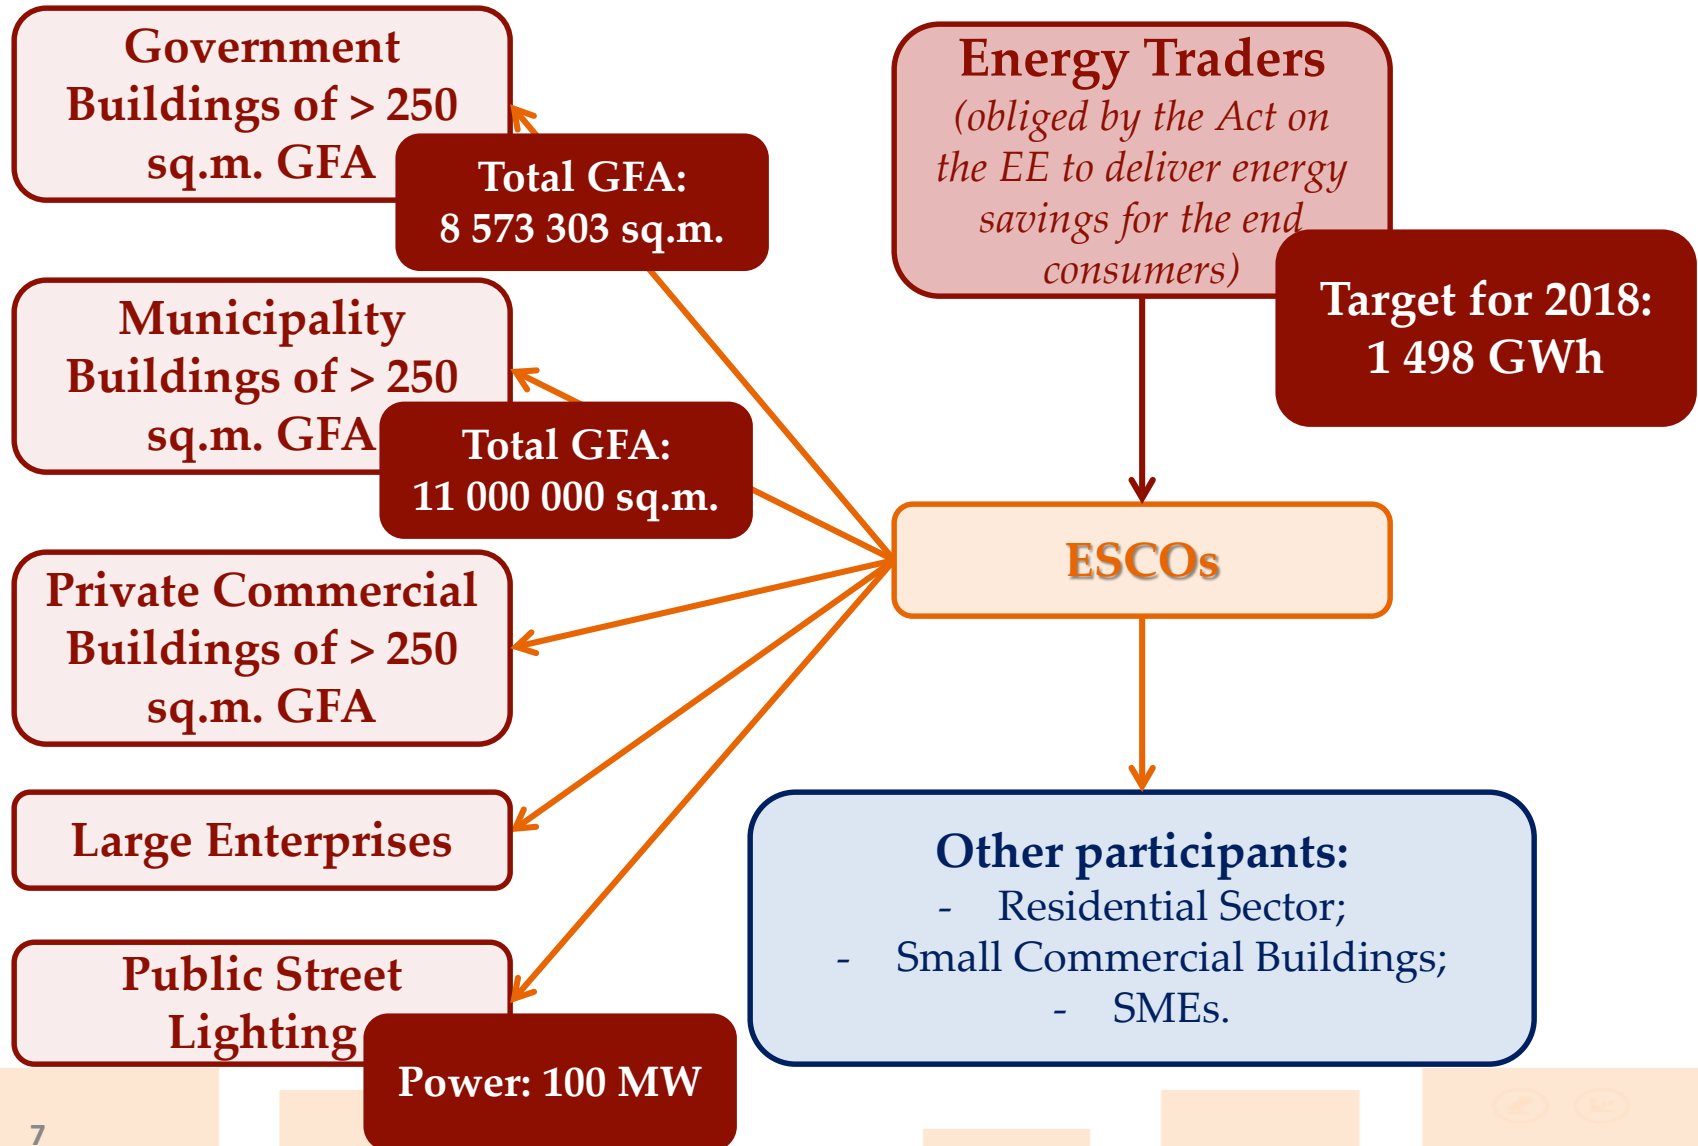 Government
Buildings of > 250
sq.m. GFA
Total GFA:
8 573 303 sq.m.
Municipality
Buildings of > 250
sq.m. GFA
Total GFA:
11 000 000 sq.m.
Private Commercial
Buildings of > 250
sq.m. GFA
Large Enterprises
Public Street
Lighting
Power: 100 MW
Energy Traders
(obliged by the Act on
the EE to deliver energy
savings for the end
consumers)
Target for 2018:
1 498 GWh
ESCOs
Other participants:
- Residential Sector;
- Small Commercial Buildings;
- SMEs.
7